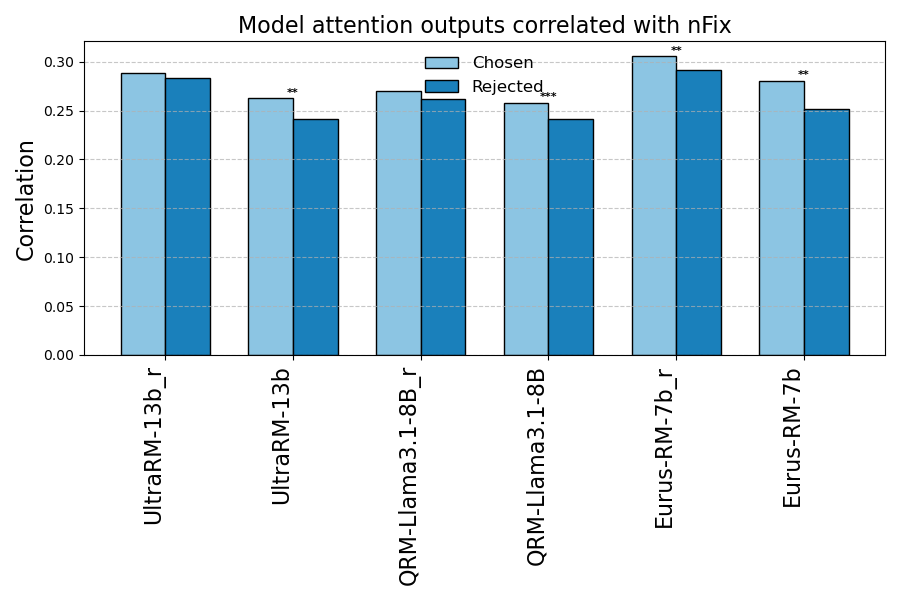 Model attention outputs correlated with nFix
Correlation
0.30
0.25
0.20
0.15
0.10
0.05
0.00
Chosen
Rejected
**
***
**
**
UltraRM-13b_r
UltraRM-13b
QRM-Llama3.1-8B_r
QRM-Llama3.1-8B
Eurus-RM-7b_r
Eurus-RM-7b